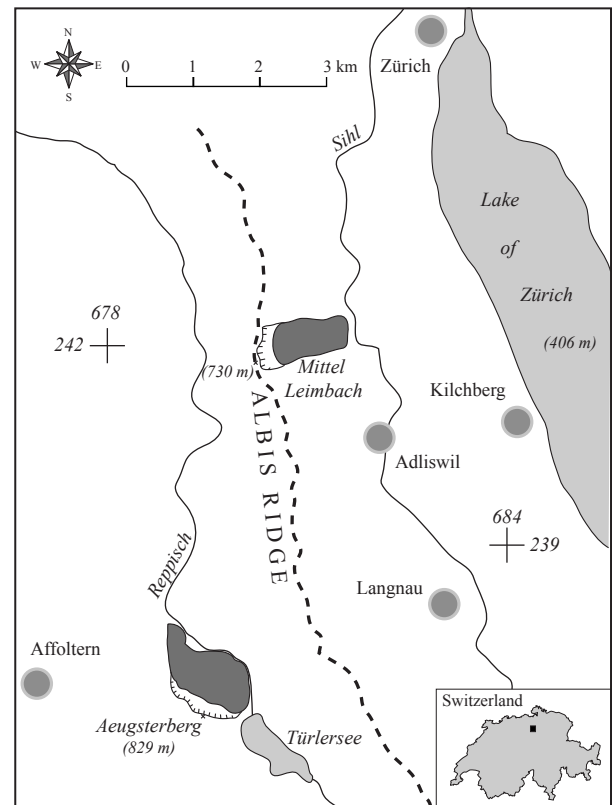 N
W E
S
0 1 2 3 km
Zürich
Sihl
Lake
of
Zürich
(406 m)
678
242
(730 m)
Mittel
Leimbach
Kilchberg
ALBIS RIDGE
Adliswil
684
239
Reppisch
Langnau
Affoltern
Aeugsterberg
(829 m)
Türlersee
Switzerland